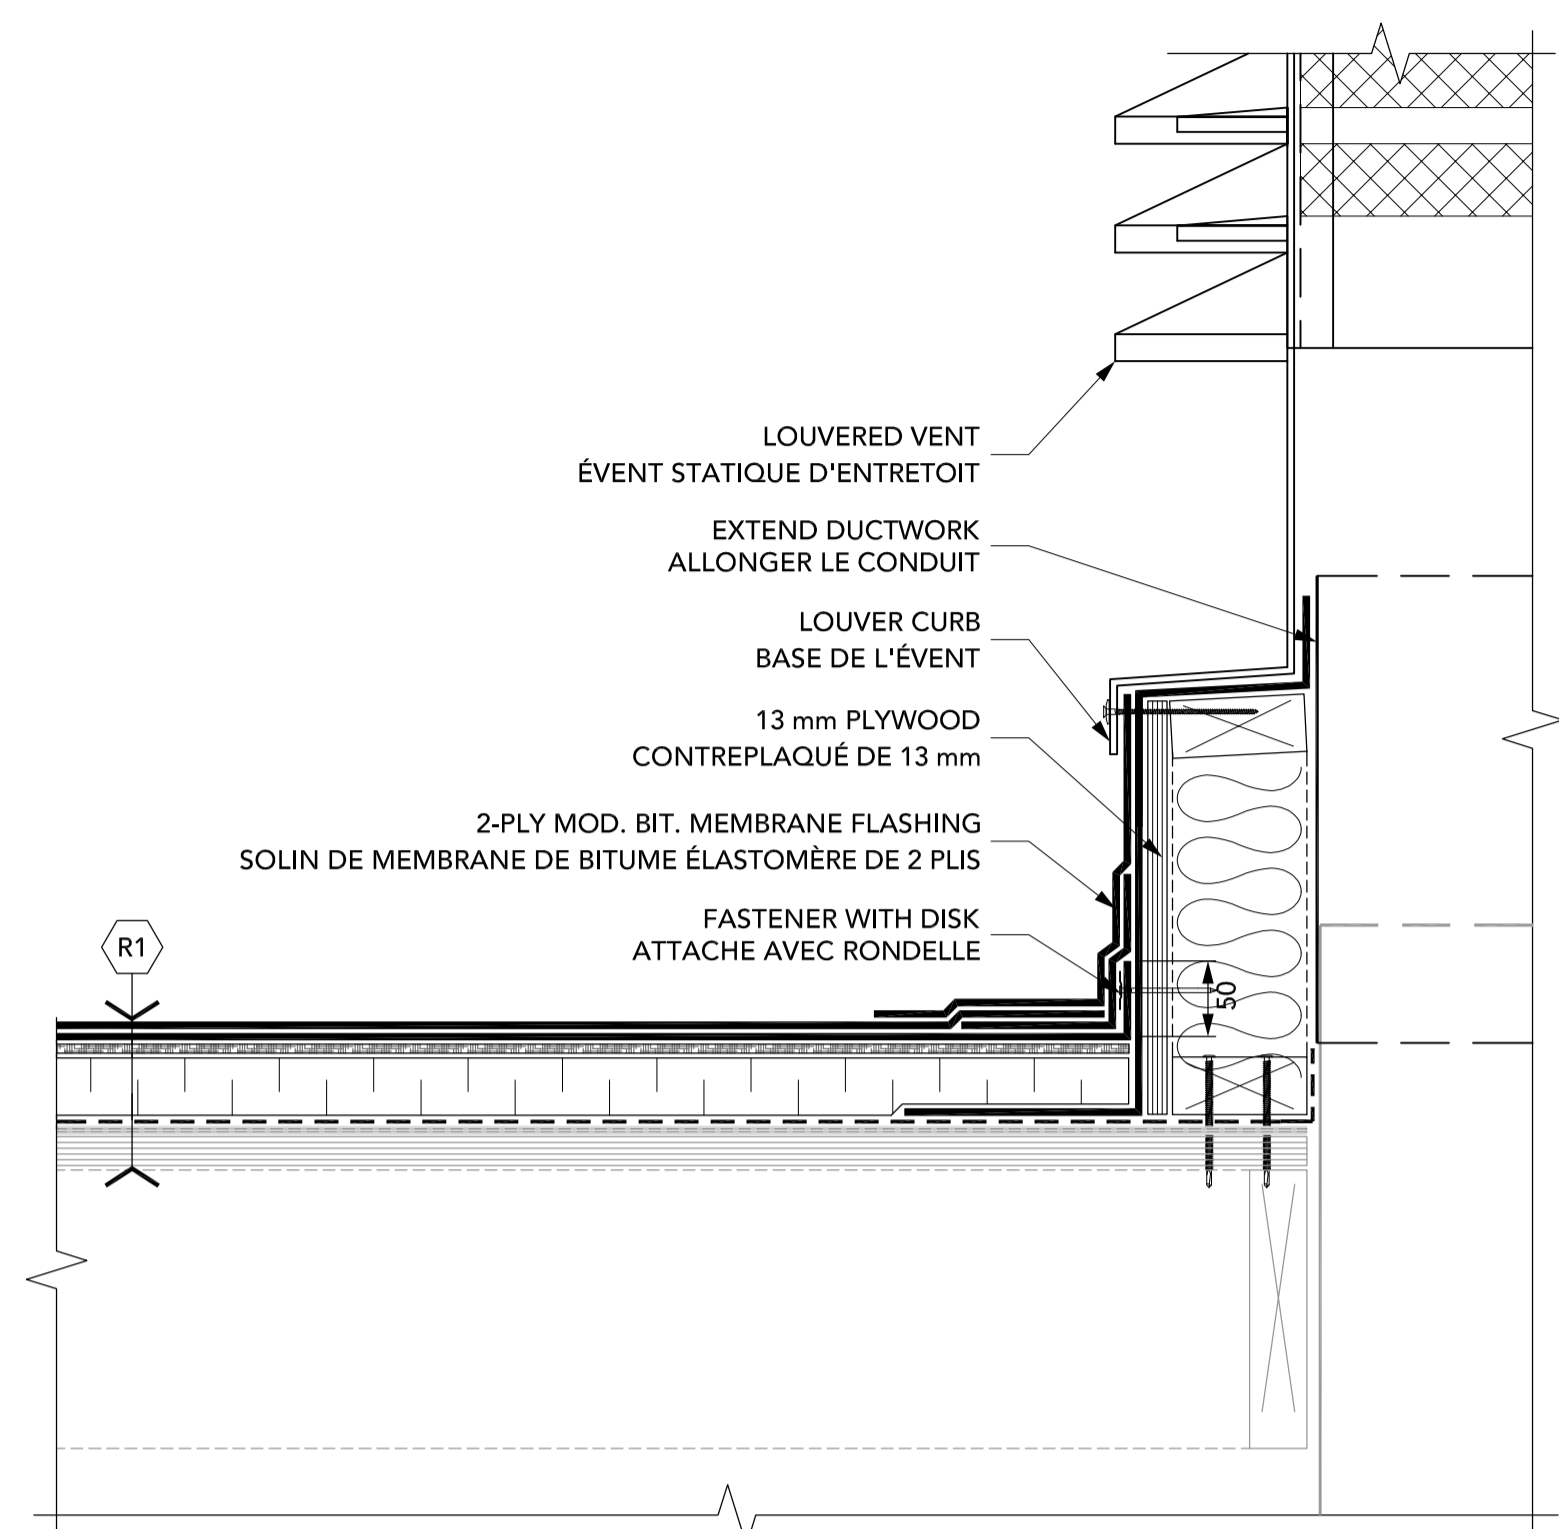 LOUVERED VENT
ÉVENT STATIQUE D'ENTRETOIT
EXTEND DUCTWORK
ALLONGER LE CONDUIT
LOUVER CURB
BASE DE L'ÉVENT
13 mm PLYWOOD
CONTREPLAQUÉ DE 13 mm
2-PLY MOD. BIT. MEMBRANE FLASHING
SOLIN DE MEMBRANE DE BITUME ÉLASTOMÈRE DE 2 PLIS
FASTENER WITH DISK
ATTACHE AVEC RONDELLE
R1
50